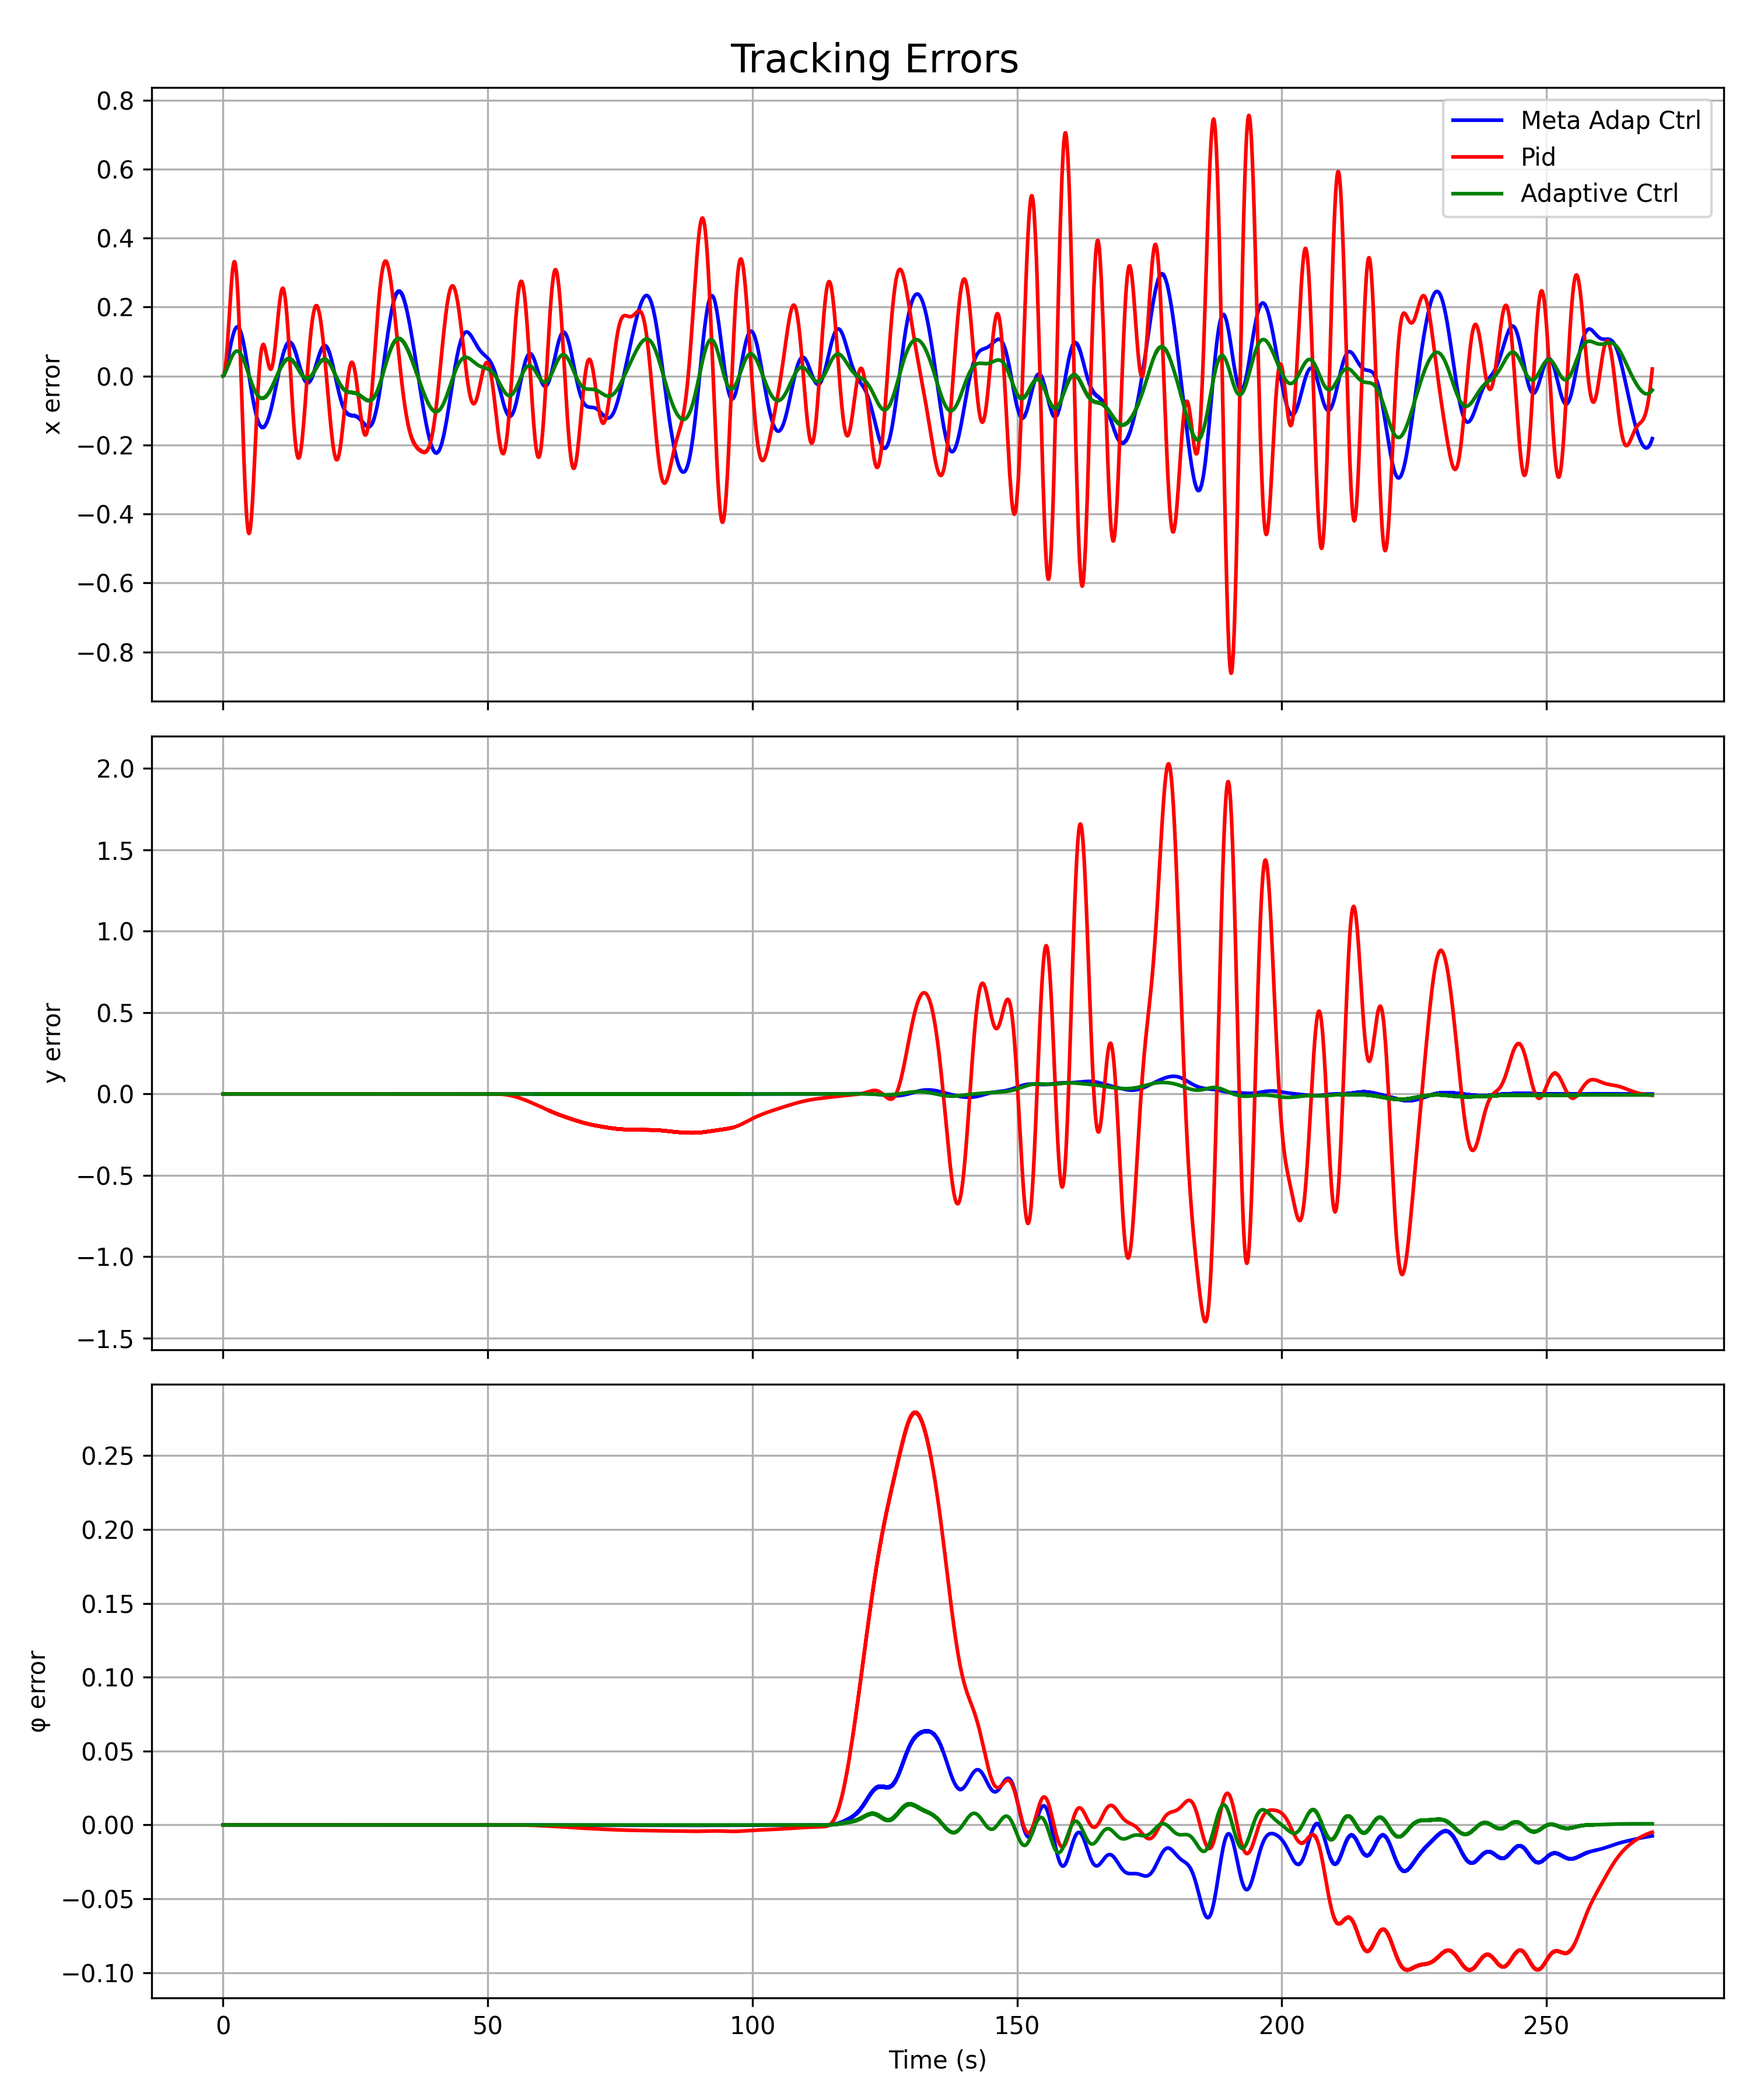 Tracking Errors
Meta Adap Ctrl
Pid
Adaptive Ctrl
x error
0.8
0.6
0.4
0.2
0.0
−0.2
−0.4
−0.6
−0.8
y error
2.0
1.5
1.0
0.5
0.0
−0.5
−1.0
−1.5
φ error
0.25
0.20
0.15
0.10
0.05
0.00
−0.05
−0.10
0 50 100 150 200 250
Time (s)